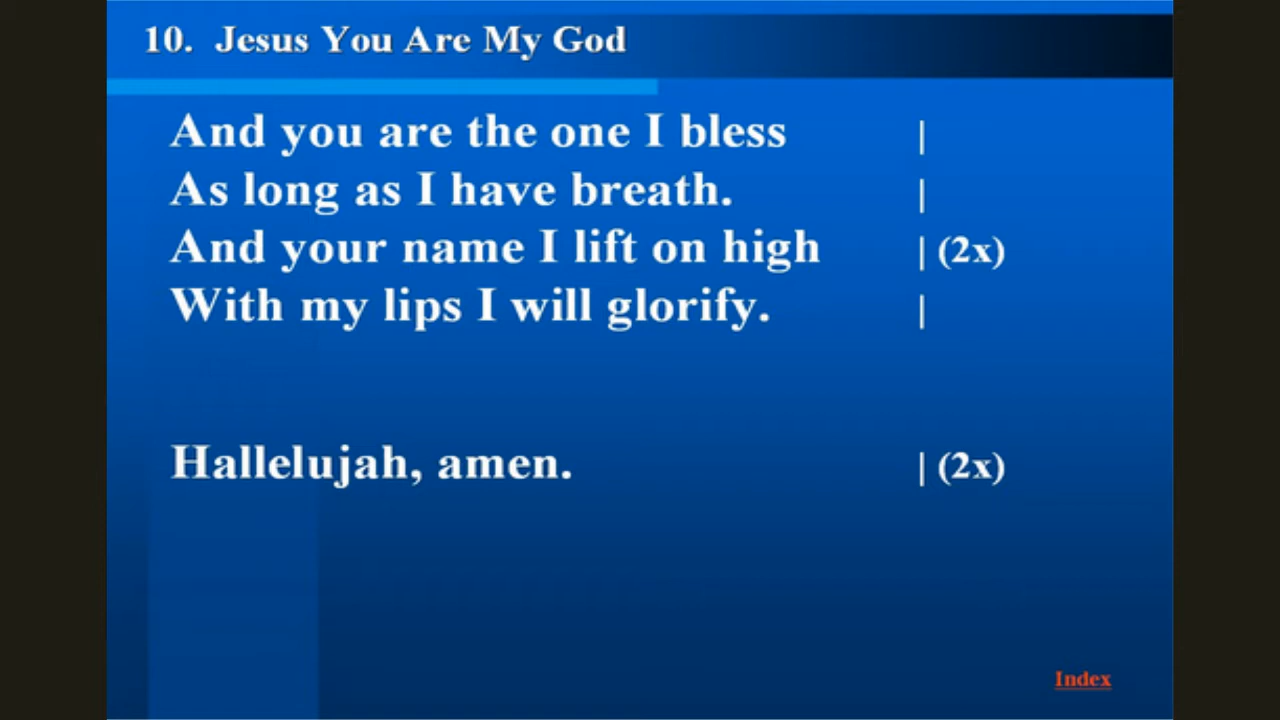 10. Jesus You Are My God
And you are the one I bless |
As long as I have breath. |
And your name I lift on high | (2x)
With my lips I will glorify. |
Hallelujah, amen. | (2x)
Index